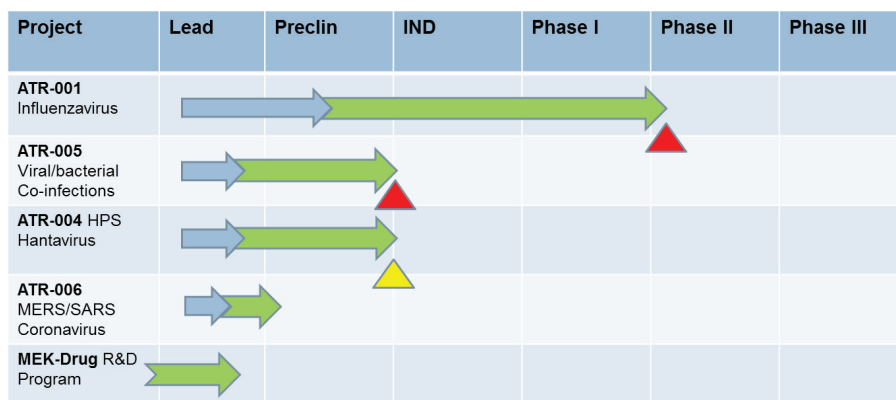 Project Lead Preclin IND Phase I Phase II Phase III
ATR-001
Influenzavirus
ATR-005
Viral/bacterial
Co-infections
ATR-004 HPS
Hantavirus
ATR-006
MERS/SARS
Coronavirus
MEK-Drug R&D
Program